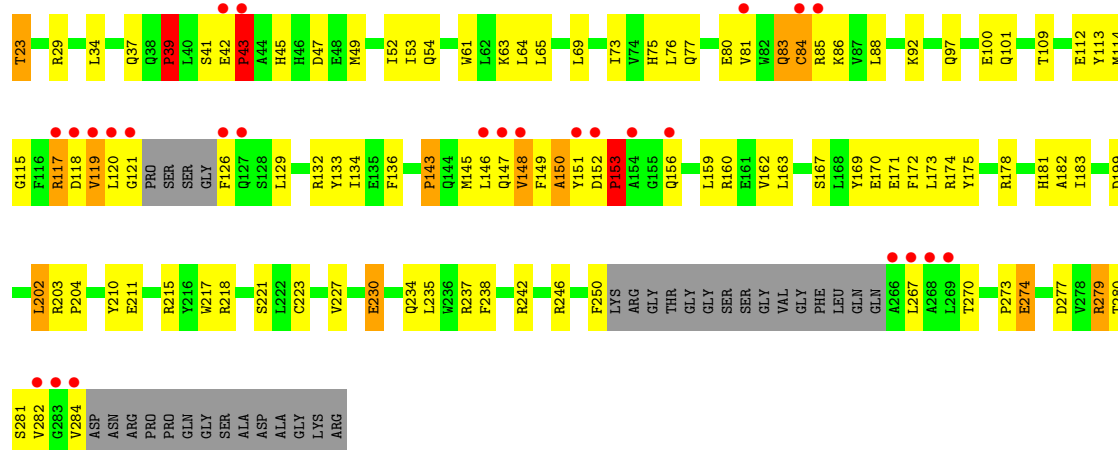 T23 R29 L34 Q37 Q38 P39 L40 S41 E42 P43 A44 H45 H46 D47 E48 M49 I52 I53 Q54 W61 L62 K63 L64 L65 L69 I73 V74 H75 L76 Q77 E80 V81 W82 Q83 C84 R85 K86 V87 L88 K92 Q97 E100 Q101 T109 E112 Y113 M114
G115 F116 R117 D118 V119 L120 G121 PRO SER SER GLY F126 Q127 S128 L129 R132 Y133 I134 E135 F136 P143 Q144 M145 L146 Q147 V148 F149 A150 Y151 D152 P153 A154 G155 Q156 L159 R160 E161 V162 L163 S167 L168 Y169 E170 E171 F172 L173 R174 Y175 R178 H181 A182 I183 D199
L202 R203 P204 Y210 E211 R215 Y216 W217 R218 S221 L222 C223 V227 E230 Q234 L235 W236 R237 F238 R242 R246 F250 LYS ARG GLY THR GLY GLY SER SER GLY VAL GLY PHE LEU GLN GLN A266 L267 A268 L269 T270 P273 E274 D277 V278 R279 T280
S281 V282 G283 V284 ASP ASN ARG PRO PRO GLN GLY SER ALA ASP ALA GLY LYS ARG